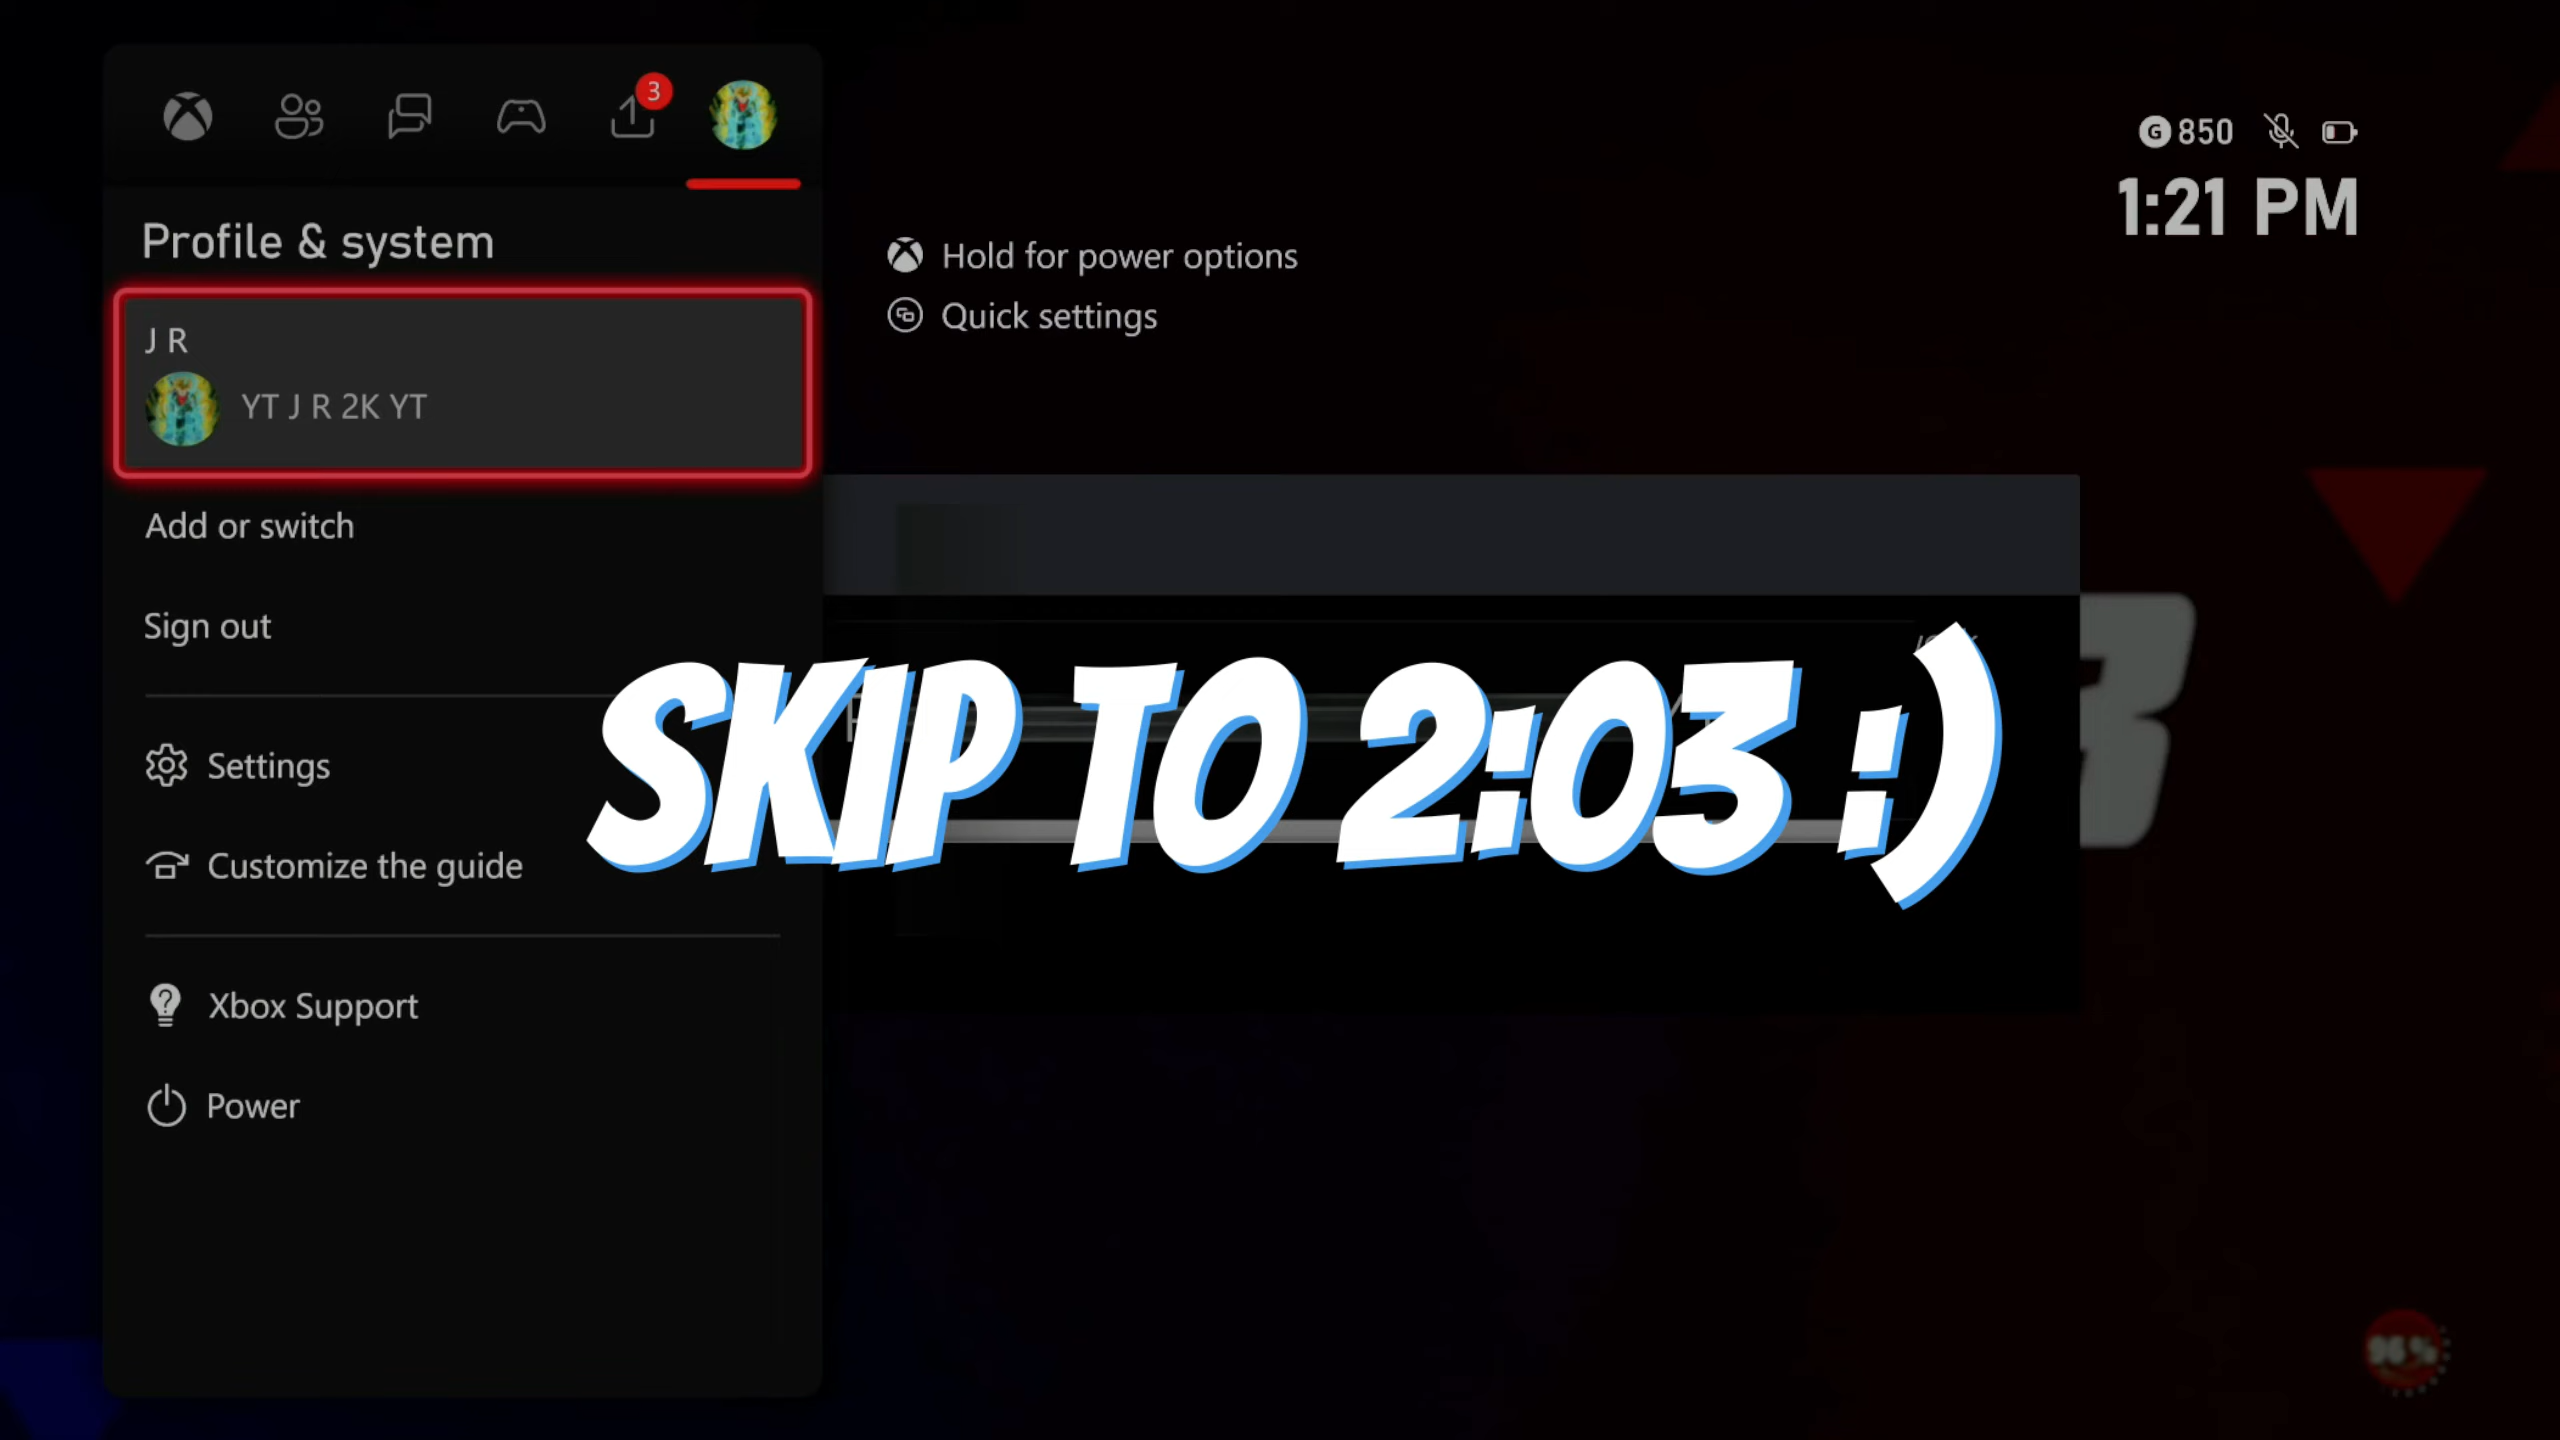 3
G 850
1:21 PM
Profile & system
Hold for power options
Quick settings
J R
YT J R 2K YT
Add or switch
Sign out
SKIP TO 2:03 :)
Settings
Customize the guide
Xbox Support
Power
96%